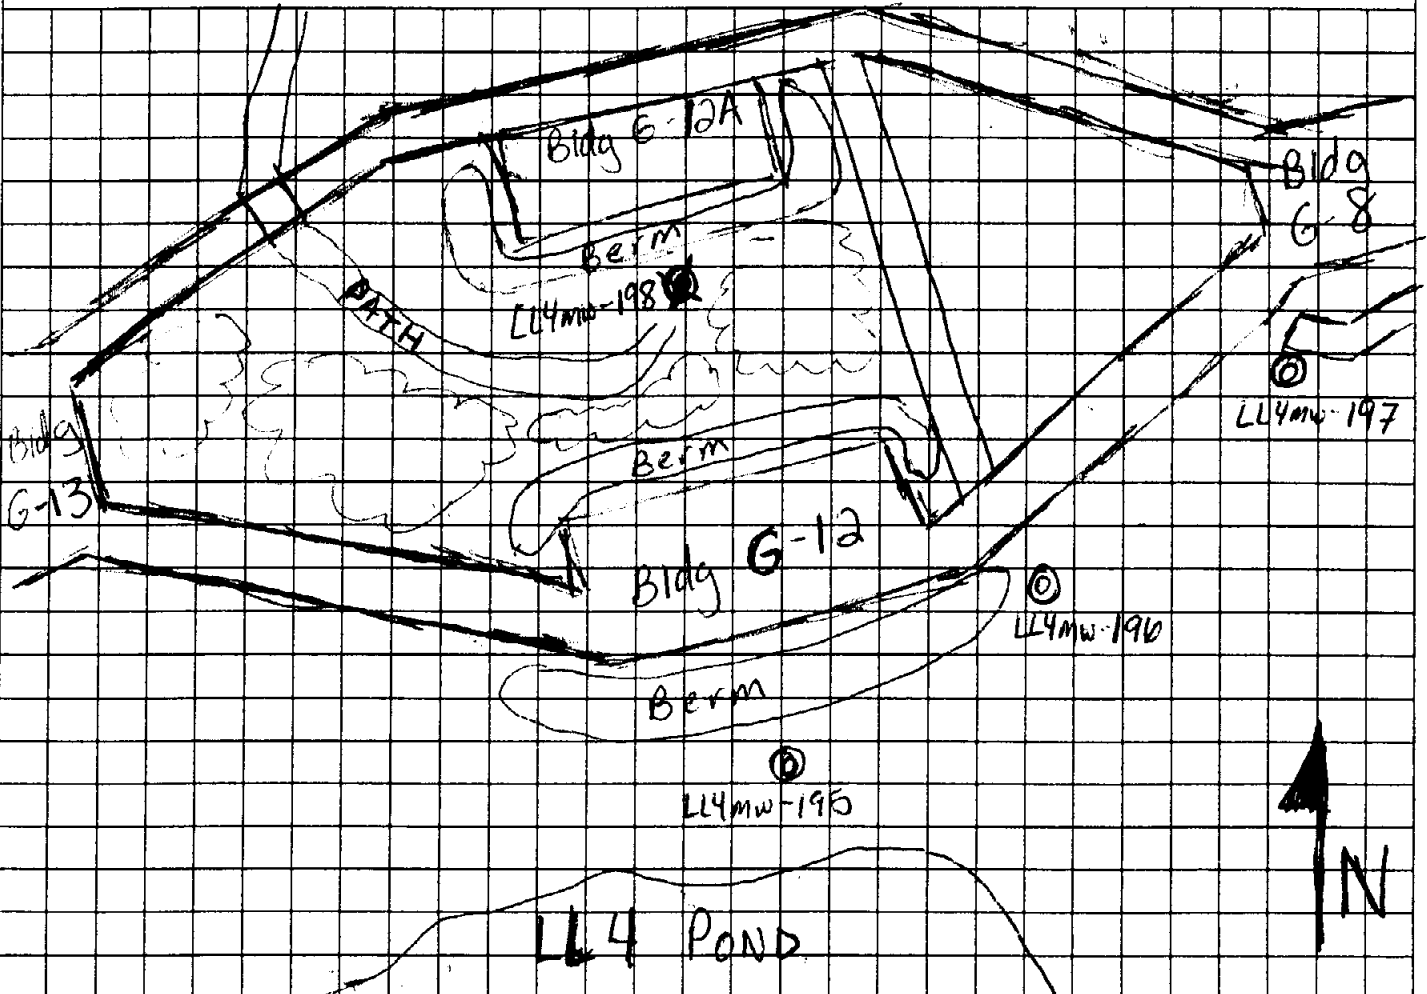 Bldg G-12A
Bldg
G-8
Berm
LL4mw-198
PATH
LL4mw-197
Bldg
G-13
Berm
Bldg G-12
LL4mw-196
Berm
LL4mw-195
N
LL4 POND